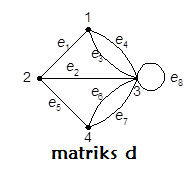 1
e₁
e₄
e₃
2
e₂
3
e₈
e₅
e₆
e₇
4
matriks d